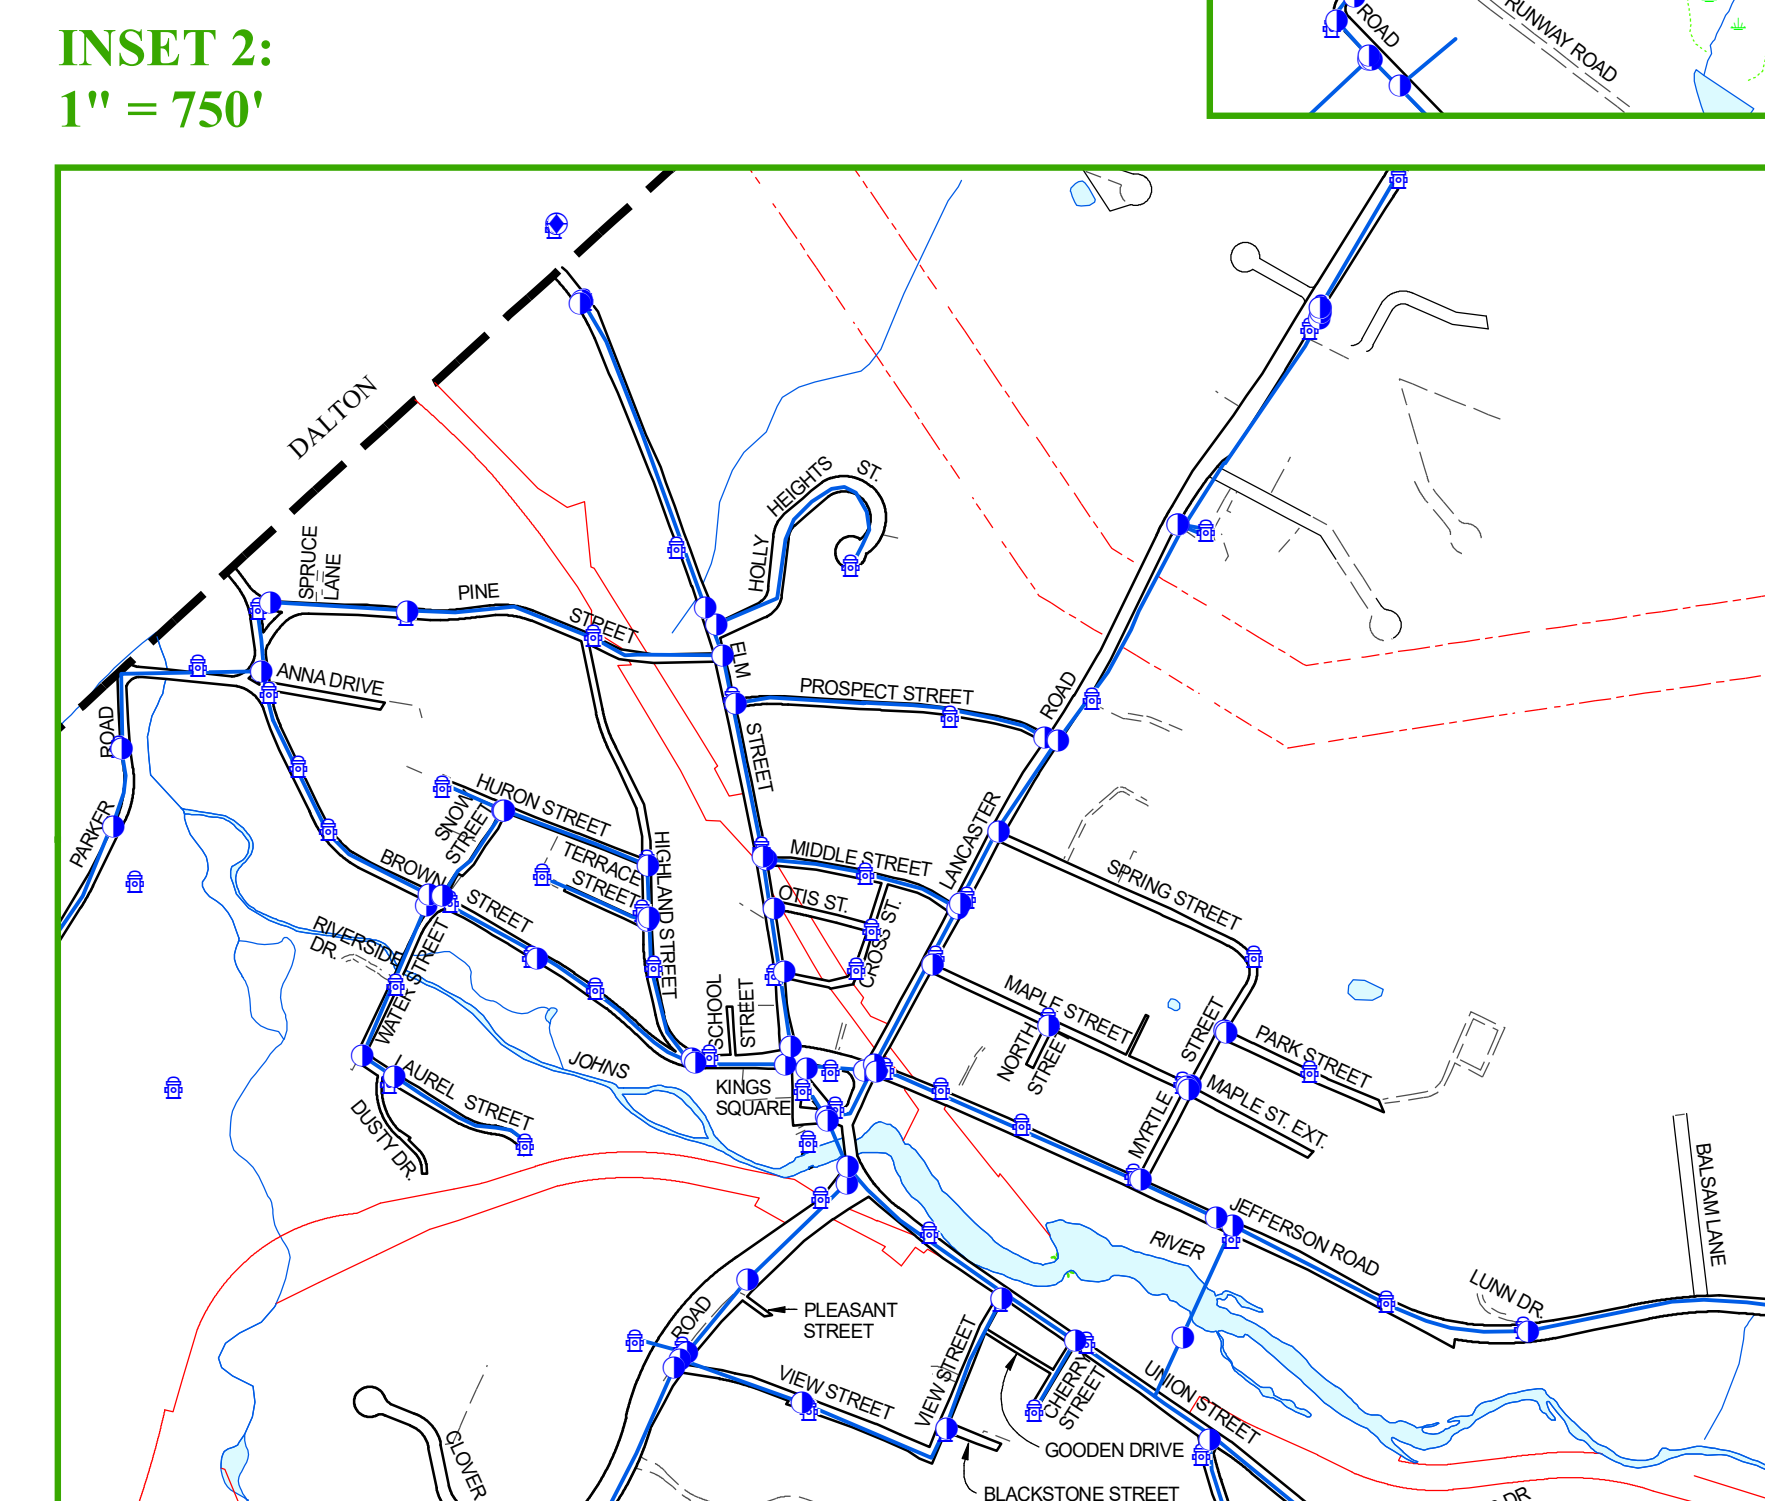 INSET 2:
1" = 750'
ROAD
RUNWAY ROAD
DALTON
SPRUCE
LANE
PINE
STREET
HOLLY
HEIGHTS
ST.
ELM
STREET
ANNA DRIVE
PROSPECT STREET
ROAD
PARKER
ROAD
HURON STREET
SNOW
STREET
TERRACE
STREET
HIGHLAND STREET
BROWN
STREET
MIDDLE STREET
OTIS ST.
CROSS ST.
LANCASTER
SPRING STREET
RIVERSIDE
DR.
WATER STREET
SCHOOL
STREET
MAPLE STREET
NORTH
STREET
STREET
PARK STREET
MAPLE ST. EXT.
MYRTLE
JOHNS
KINGS
SQUARE
LAUREL STREET
DUSTY DR.
RIVER
JEFFERSON ROAD
BALSAM LANE
LUNN DR.
PLEASANT
STREET
ROAD
VIEW STREET
VIEW STREET
CHERRY
STREET
UNION STREET
GOODEN DRIVE
BLACKSTONE STREET
CLOVER
DR